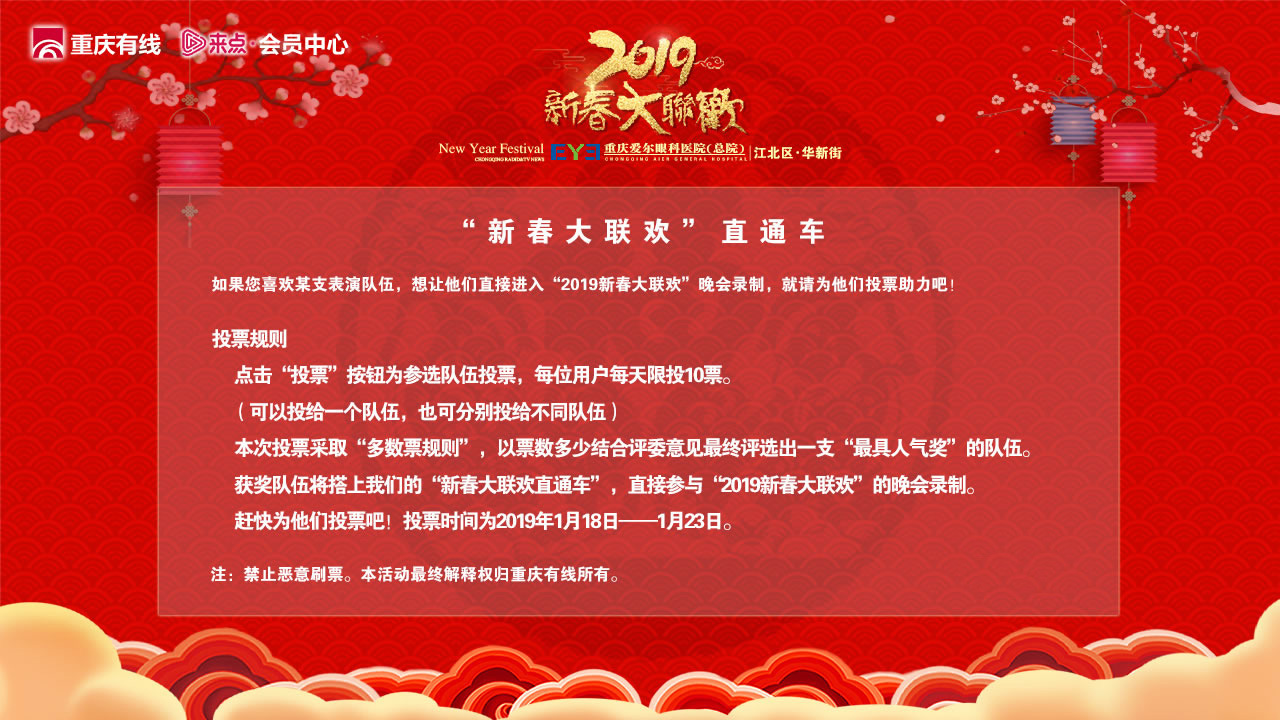 重庆有线 来点·会员中心
2019
新春大聯歡
New Year Festival
CHONGQING RADIO&TV NEWS
EYE
重庆爱尔眼科医院(总院)
CHONGQING AIER GENERAL HOSPITAL
江北区·华新街
“新春大联欢”直通车
如果您喜欢某支表演队伍，想让他们直接进入“2019新春大联欢”晚会录制，就请为他们投票助力吧！
投票规则
点击“投票”按钮为参选队伍投票，每位用户每天限投10票。
（可以投给一个队伍，也可分别投给不同队伍）
本次投票采取“多数票规则”，以票数多少结合评委意见最终评选出一支“最具人气奖”的队伍。
获奖队伍将搭上我们的“新春大联欢直通车”，直接参与“2019新春大联欢”的晚会录制。
赶快为他们投票吧！投票时间为2019年1月18日——1月23日。
注：禁止恶意刷票。本活动最终解释权归重庆有线所有。